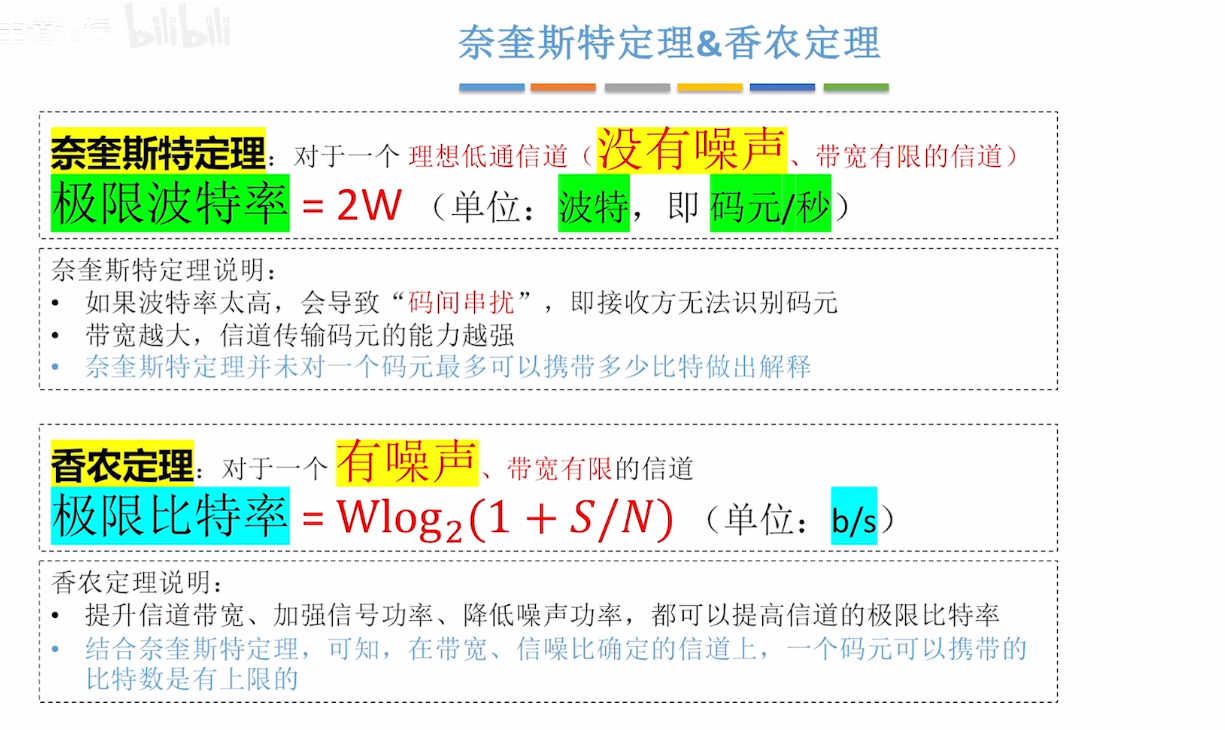 bilibili
奈奎斯特定理&香农定理
奈奎斯特定理：对于一个 理想低通信道（没有噪声、带宽有限的信道）
极限波特率 = 2W （单位：波特，即 码元/秒）
奈奎斯特定理说明：
• 如果波特率太高，会导致“码间串扰”，即接收方无法识别码元
• 带宽越大，信道传输码元的能力越强
• 奈奎斯特定理并未对一个码元最多可以携带多少比特做出解释
香农定理：对于一个 有噪声、带宽有限的信道
极限比特率 = Wlog₂(1 + S/N) （单位：b/s）
香农定理说明：
• 提升信道带宽、加强信号功率、降低噪声功率，都可以提高信道的极限比特率
• 结合奈奎斯特定理，可知，在带宽、信噪比确定的信道上，一个码元可以携带的
比特数是有上限的